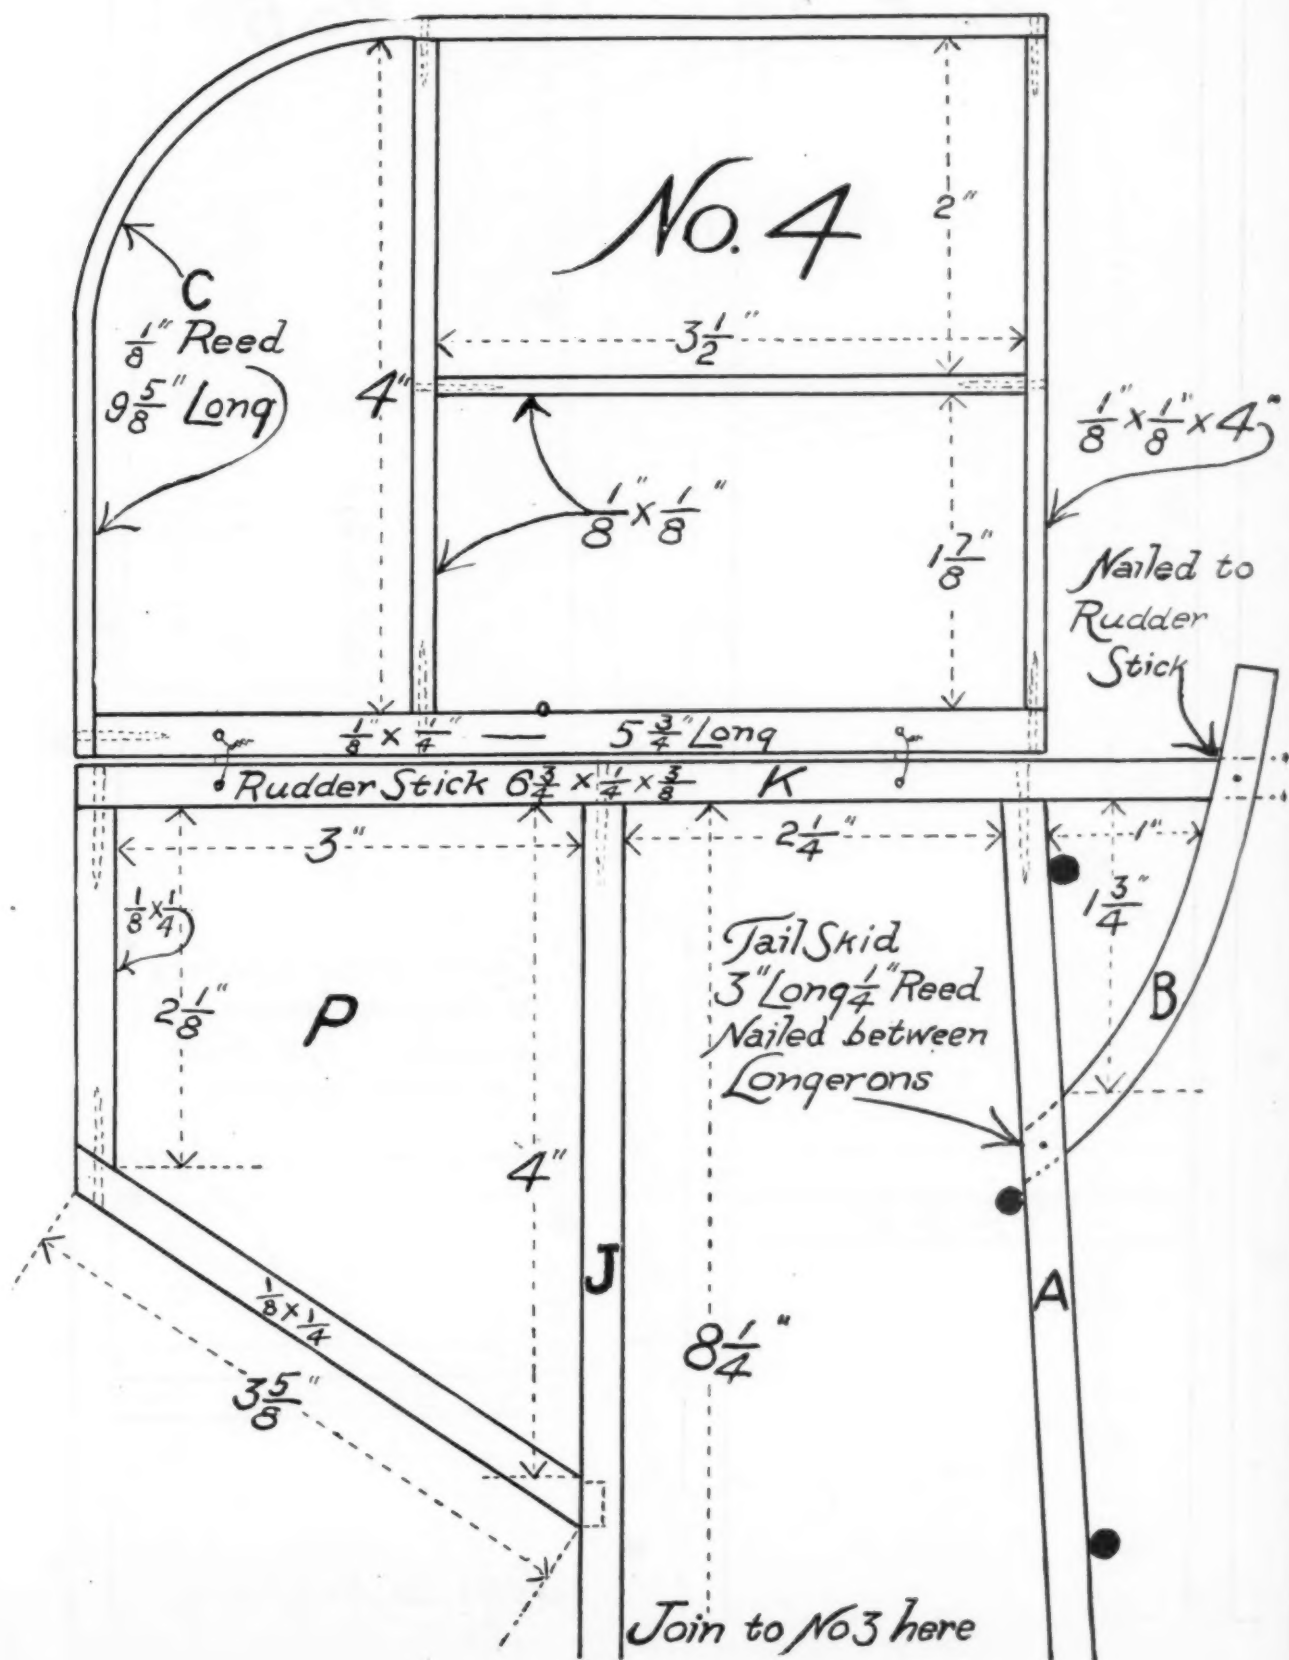 No. 4
2"
C
1/8" Reed
9 5/8" Long
4"
3 1/2"
1/8" x 1/8" x 4"
1/8" x 1/8"
1 7/8"
Nailed to
Rudder
Stick
1/8" x 1/4" — 5 3/4" Long
Rudder Stick 6 3/4 x 1/4 x 3/8 K
3"
2 1/4"
1"
1/8 x 1/4
1 3/4"
2 1/8"
P
Tail Skid
3" Long 1/4" Reed
Nailed between
Longerons
B
4"
J
A
1/8 x 1/4
8 1/4"
3 5/8"
Join to No 3 here